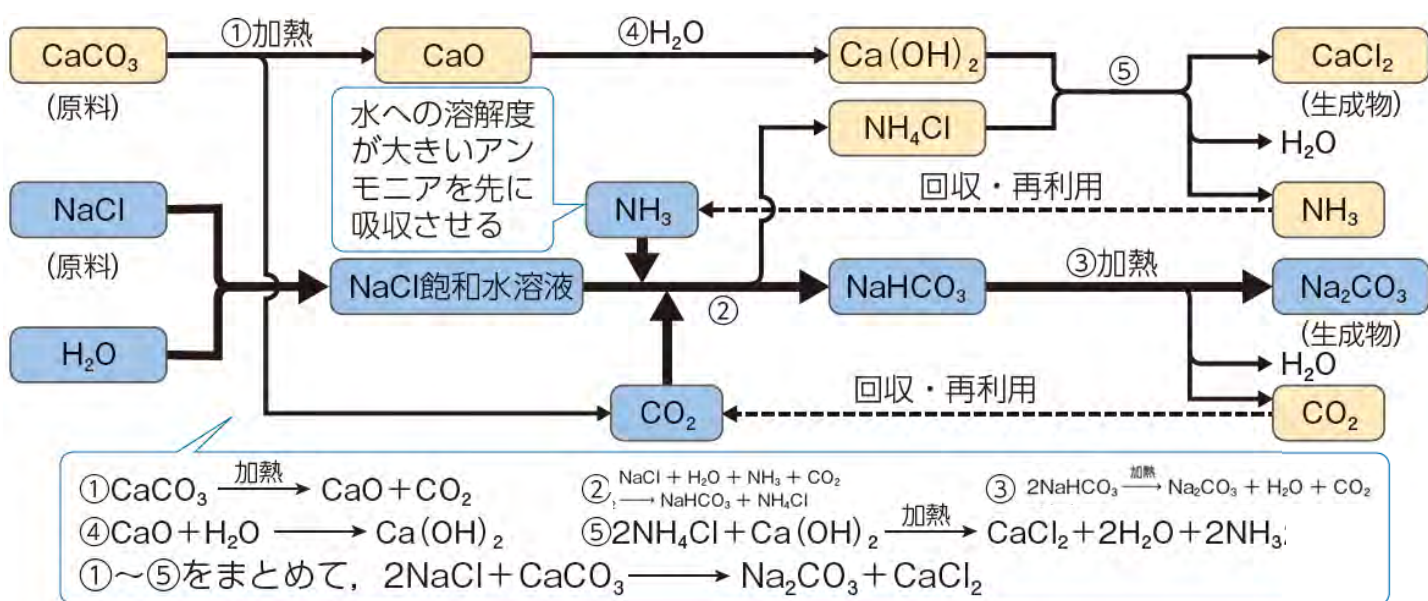 ①加熱
④H₂O
CaCO₃
CaO
Ca(OH)₂
⑤
CaCl₂
(原料)
(生成物)
水への溶解度
が大きいアン
モニアを先に
吸収させる
NH₄Cl
H₂O
回収・再利用
NaCl
NH₃
NH₃
(原料)
③加熱
NaCl飽和水溶液
NaHCO₃
Na₂CO₃
②
(生成物)
H₂O
H₂O
回収・再利用
CO₂
CO₂
①CaCO₃ 加熱→ CaO+CO₂
②NaCl + H₂O + NH₃ + CO₂
→ NaHCO₃ + NH₄Cl
③ 2NaHCO₃ 加熱→ Na₂CO₃ + H₂O + CO₂
④CaO+H₂O → Ca(OH)₂
⑤2NH₄Cl+Ca(OH)₂ 加熱→ CaCl₂+2H₂O+2NH₃
①~⑤をまとめて，2NaCl+CaCO₃ → Na₂CO₃+CaCl₂